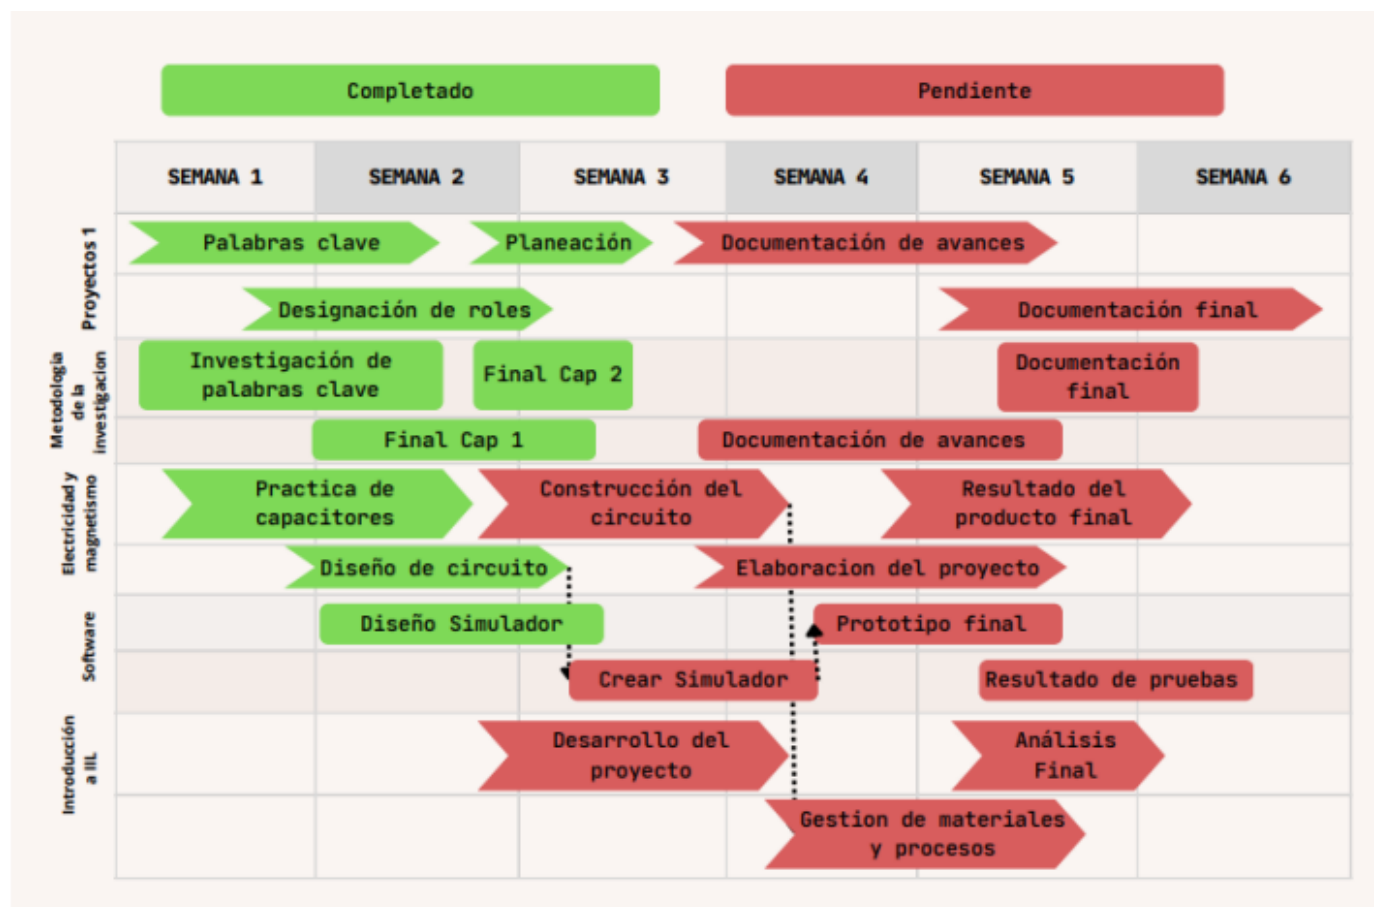 Completado
Pendiente
SEMANA 1
SEMANA 2
SEMANA 3
SEMANA 4
SEMANA 5
SEMANA 6
Proyectos 1
Palabras clave
Planeación
Documentación de avances
Designación de roles
Documentación final
Metodologia
de la
investigacion
Investigación de
palabras clave
Final Cap 2
Documentación
final
Final Cap 1
Documentación de avances
Electricidad y
magnetismo
Practica de
capacitores
Construcción del
circuito
Resultado del
producto final
Diseño de circuito
Elaboracion del proyecto
Software
Diseño Simulador
Prototipo final
Crear Simulador
Resultado de pruebas
Introducción
a IIL
Desarrollo del
proyecto
Análisis
Final
Gestion de materiales
y procesos